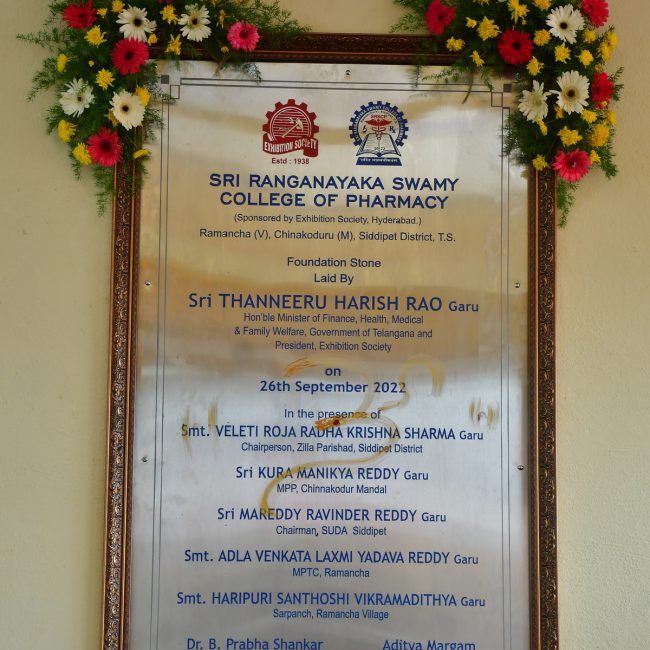 EXHIBITION SOCIETY
Estd : 1938
SRI RANGANAYAKA SWAMY
COLLEGE OF PHARMACY
(Sponsored by Exhibition Society, Hyderabad.)
Ramancha (V), Chinakoduru (M), Siddipet District, T.S.
Foundation Stone
Laid By
Sri THANNEERU HARISH RAO Garu
Hon'ble Minister of Finance, Health, Medical
& Family Welfare, Government of Telangana and
President, Exhibition Society
on
26th September 2022
In the presence of
Smt. VELETI ROJA RADHA KRISHNA SHARMA Garu
Chairperson, Zilla Parishad, Siddipet District
Sri KURA MANIKYA REDDY Garu
MPP, Chinnakodur Mandal
Sri MAREDDY RAVINDER REDDY Garu
Chairman, SUDA Siddipet
Smt. ADLA VENKATA LAXMI YADAVA REDDY Garu
MPTC, Ramancha
Smt. HARIPURI SANTHOSHI VIKRAMADITHYA Garu
Sarpanch, Ramancha Village
Dr. B. Prabha Shankar Aditya Margam